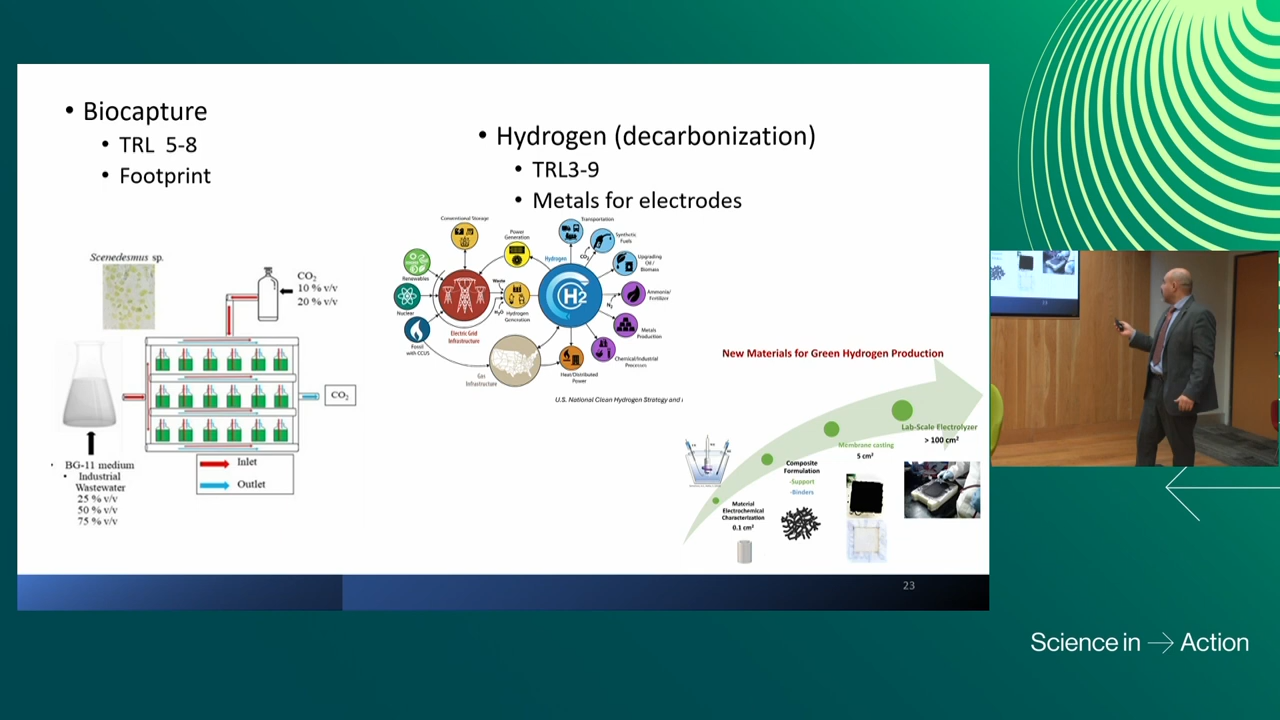 • Biocapture
• TRL 5-8
• Footprint
• Hydrogen (decarbonization)
• TRL3-9
• Metals for electrodes
Scenedesmus sp.
CO2
10 % v/v
20 % v/v
CO2
BG-11 medium
• Industrial
Wastewater
25 % v/v
50 % v/v
75 % v/v
Inlet
Outlet
Conventional Storage
Power
Generation
Renewables
Nuclear
Fossil
with CCUS
Electric Grid
Infrastructure
Waste
H2O
Hydrogen
Generation
Gas
Infrastructure
Hydrogen
H2
CO2
N2
Transportation
Synthetic
Fuels
Upgrading
Oil /
Biomass
Ammonia/
Fertilizer
Metals
Production
Chemical/Industrial
Processes
Heat/Distributed
Power
U.S. National Clean Hydrogen Strategy and
New Materials for Green Hydrogen Production
Material
Electrochemical
Characterization
0.1 cm2
Composite
Formulation
-Support
-Binders
Membrane casting
5 cm2
Lab-Scale Electrolyzer
> 100 cm2
23
Science in → Action